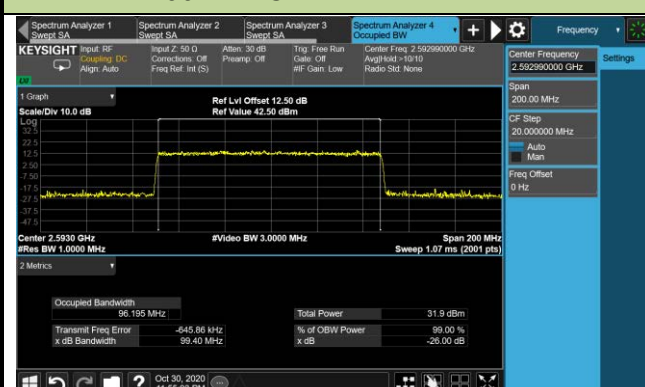 Spectrum Analyzer 1
Swept SA
Spectrum Analyzer 2
Swept SA
Spectrum Analyzer 3
Swept SA
Spectrum Analyzer 4
Occupied BW
Frequency
KEYSIGHT
Input: RF
Coupling: DC
Align: Auto
Input Z: 50 Ω
Corrections: Off
Freq Ref: Int (S)
Atten: 30 dB
Preamp: Off
Trig: Free Run
Gate: Off
#IF Gain: Low
Center Freq: 2.592990000 GHz
Avg|Hold:>10/10
Radio Std: None
Center Frequency
2.592990000 GHz
Settings
Span
200.00 MHz
CF Step
20.000000 MHz
Auto
Man
Freq Offset
0 Hz
1 Graph
Scale/Div 10.0 dB
Ref Lvl Offset 12.50 dB
Ref Value 42.50 dBm
Log
32.5
22.5
12.5
2.50
-7.50
-17.5
-27.5
-37.5
-47.5
Center 2.5930 GHz
#Res BW 1.0000 MHz
#Video BW 3.0000 MHz
Span 200 MHz
Sweep 1.07 ms (2001 pts)
2 Metrics
Occupied Bandwidth
96.195 MHz
Total Power
31.9 dBm
Transmit Freq Error
-645.86 kHz
% of OBW Power
99.00 %
x dB Bandwidth
99.40 MHz
x dB
-26.00 dB
Oct 30, 2020